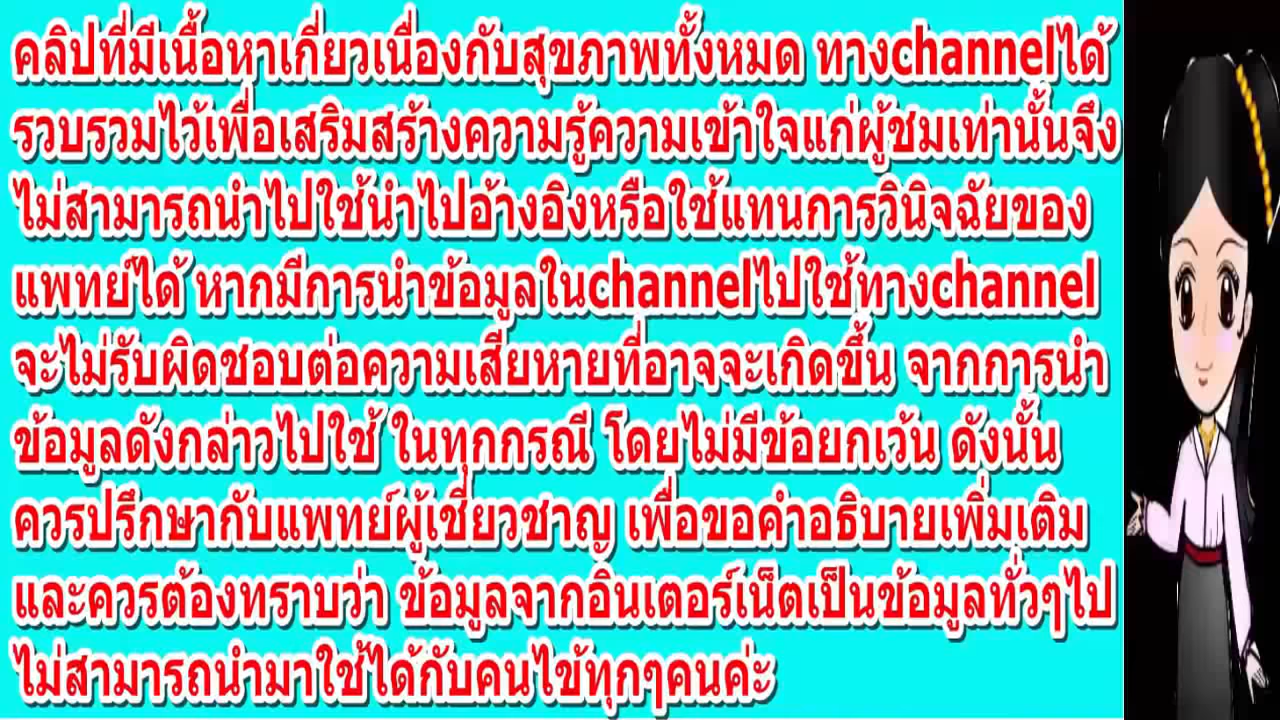 คลิปที่มีเนื้อหาเกี่ยวเนื่องกับสุขภาพทั้งหมด ทางchannelได้
รวบรวมไว้เพื่อเสริมสร้างความรู้ความเข้าใจแก่ผู้ชมเท่านั้นจึง
ไม่สามารถนำไปใช้นำไปอ้างอิงหรือใช้แทนการวินิจฉัยของ
แพทย์ได้ หากมีการนำข้อมูลในchannelไปใช้ทางchannel
จะไม่รับผิดชอบต่อความเสียหายที่อาจจะเกิดขึ้น จากการนำ
ข้อมูลดังกล่าวไปใช้ ในทุกกรณี โดยไม่มีข้อยกเว้น ดังนั้น
ควรปรึกษากับแพทย์ผู้เชี่ยวชาญ เพื่อขอคำอธิบายเพิ่มเติม
และควรต้องทราบว่า ข้อมูลจากอินเตอร์เน็ตเป็นข้อมูลทั่วๆไป
ไม่สามารถนำมาใช้ได้กับคนไข้ทุกๆคนค่ะ